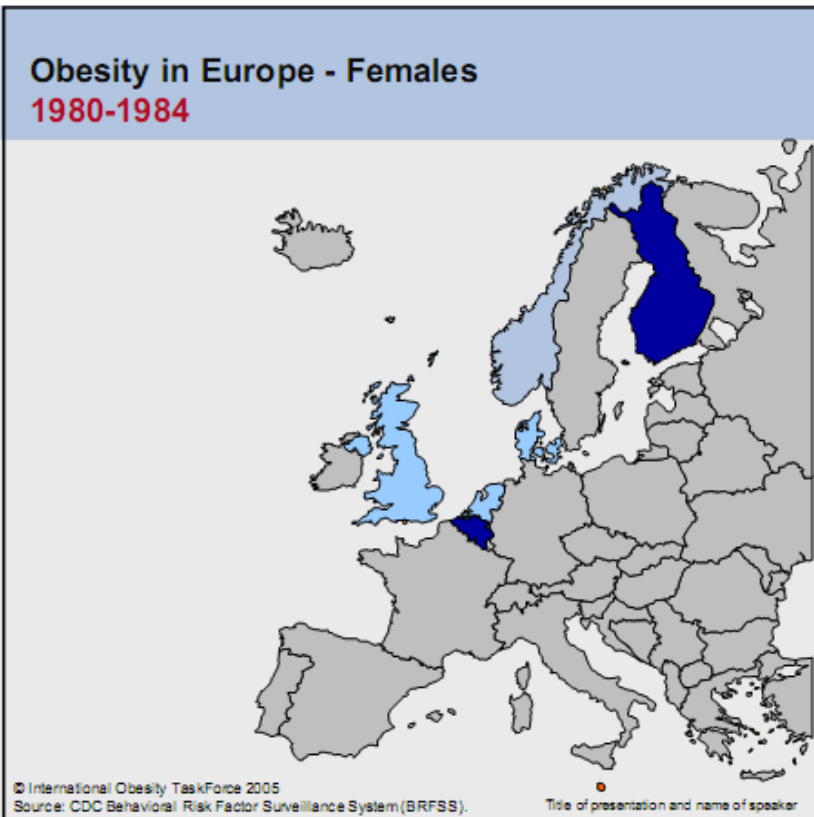 Obesity in Europe - Females
1980-1984
© International Obesity TaskForce 2005
Source: CDC Behavioral Risk Factor Surveillance System (BRFSS).
Title of presentation and name of speaker